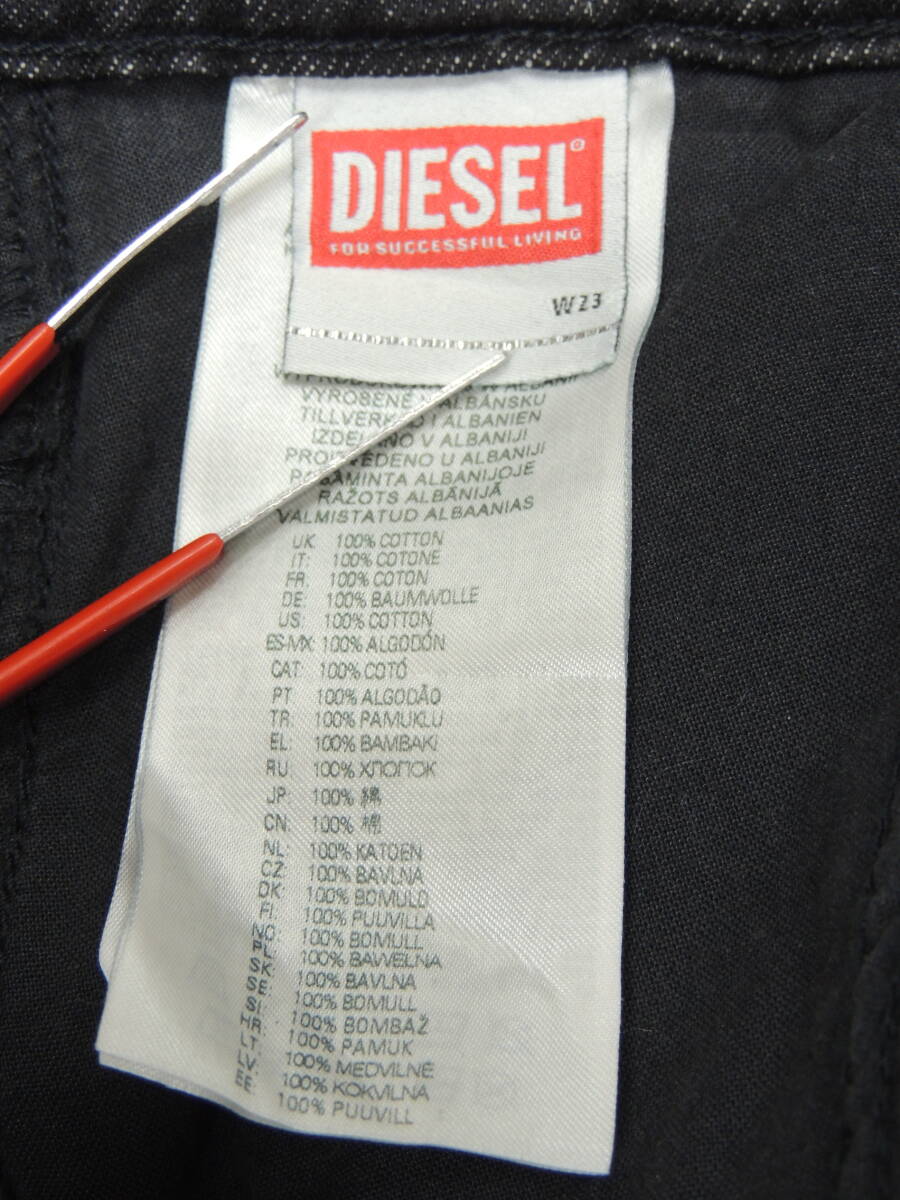 DIESEL®
FOR SUCCESSFUL LIVING
W23
W ALBANII
VYROBENÉ V ALBÁNSKU
I ALBANIEN
V ALBANIJI
U ALBANIJI
PAGAMINTA ALBANIJOJE
RAŽOTS ALBĀNIJĀ
VALMISTATUD ALBAANIAS
UK: 100% COTTON
IT: 100% COTONE
FR: 100% COTON
DE: 100% BAUMWOLLE
US: 100% COTTON
ES-MX: 100% ALGODÓN
CAT: 100% COTÓ
PT: 100% ALGODÃO
TR: 100% PAMUKLU
EL: 100% BAMBAKI
RU: 100% ХЛОПОК
JP: 100% 綿
CN: 100% 棉
NL: 100% KATOEN
CZ: 100% BAVLNA
DK: 100% BOMULD
FI: 100% PUUVILLA
NO: 100% BOMULL
PL: 100% BAWELNA
SK: 100% BAVLNA
SE: 100% BOMULL
SI: 100% BOMBAŽ
HR: 100% PAMUK
LT: 100% MEDVILNĖ
LV: 100% KOKVILNA
EE: 100% PUUVILL